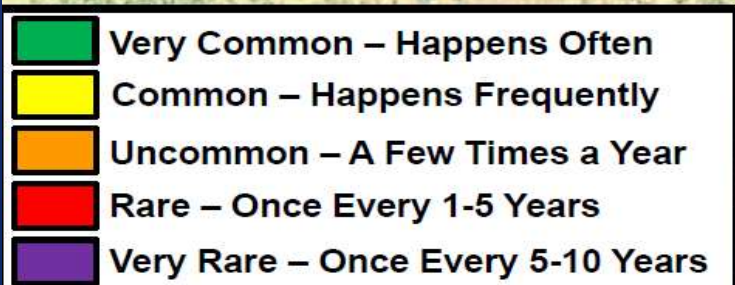 Very Common – Happens Often
Common – Happens Frequently
Uncommon – A Few Times a Year
Rare – Once Every 1-5 Years
Very Rare – Once Every 5-10 Years